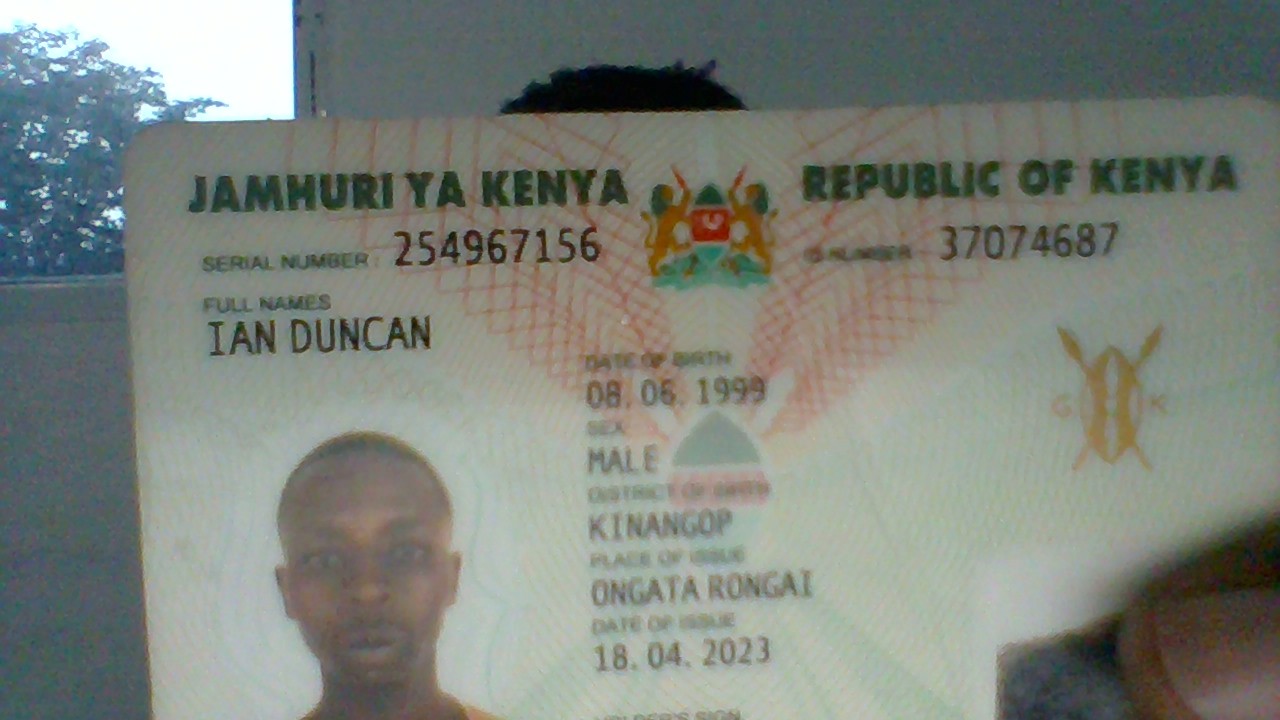 JAMHURI YA KENYA
REPUBLIC OF KENYA
SERIAL NUMBER: 254967156
ID NUMBER: 37074687
FULL NAMES
IAN DUNCAN
DATE OF BIRTH
08. 06. 1999
SEX
MALE
DISTRICT OF BIRTH
KINANGOP
PLACE OF ISSUE
ONGATA RONGAI
DATE OF ISSUE
18. 04. 2023
HOLDER'S SIGN.
G K